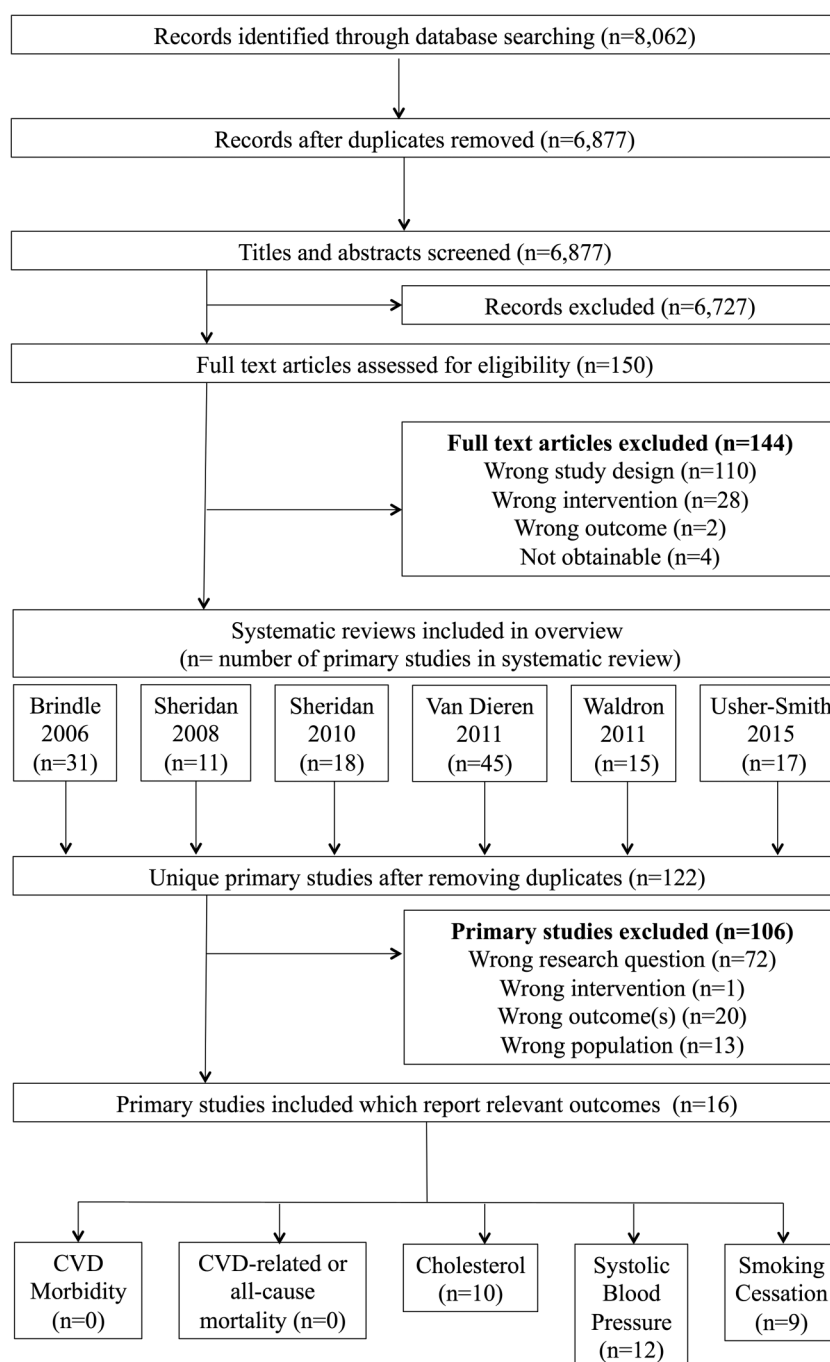 Records identified through database searching (n=8,062)
Records after duplicates removed (n=6,877)
Titles and abstracts screened (n=6,877)
Records excluded (n=6,727)
Full text articles assessed for eligibility (n=150)
Full text articles excluded (n=144)
Wrong study design (n=110)
Wrong intervention (n=28)
Wrong outcome (n=2)
Not obtainable (n=4)
Systematic reviews included in overview
(n= number of primary studies in systematic review)
Brindle
2006
(n=31)
Sheridan
2008
(n=11)
Sheridan
2010
(n=18)
Van Dieren
2011
(n=45)
Waldron
2011
(n=15)
Usher-Smith
2015
(n=17)
Unique primary studies after removing duplicates (n=122)
Primary studies excluded (n=106)
Wrong research question (n=72)
Wrong intervention (n=1)
Wrong outcome(s) (n=20)
Wrong population (n=13)
Primary studies included which report relevant outcomes (n=16)
CVD
Morbidity
(n=0)
CVD-related or
all-cause
mortality (n=0)
Cholesterol
(n=10)
Systolic
Blood
Pressure
(n=12)
Smoking
Cessation
(n=9)